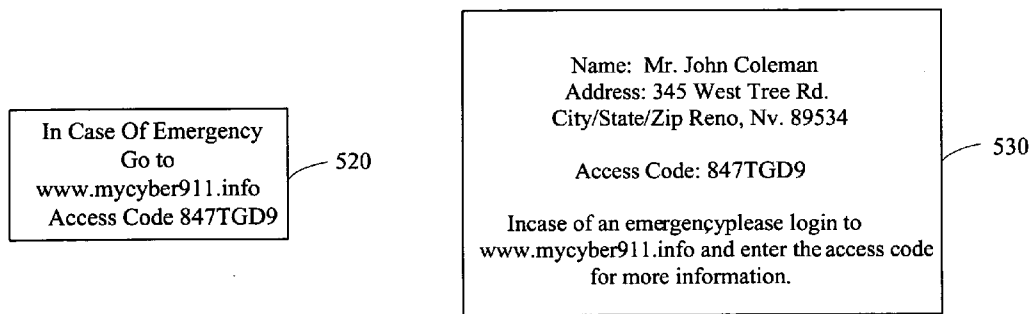 In Case Of Emergency
Go to
www.mycyber911.info
Access Code 847TGD9
520
Name: Mr. John Coleman
Address: 345 West Tree Rd.
City/State/Zip Reno, Nv. 89534
Access Code: 847TGD9
Incase of an emergencyplease login to
www.mycyber911.info and enter the access code
for more information.
530